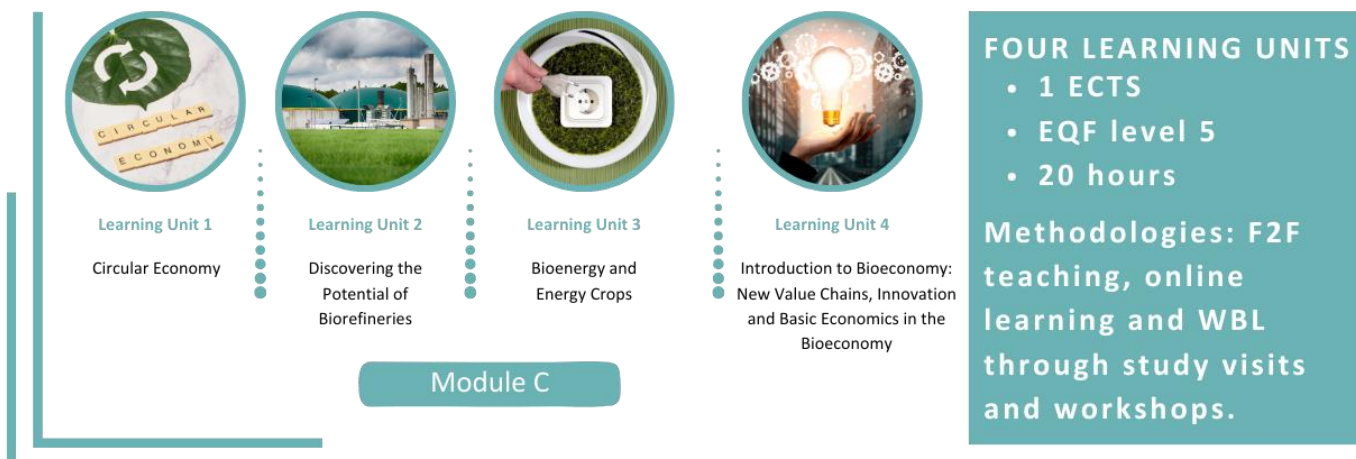 CIRCULAR
ECONOMY
Learning Unit 1
Circular Economy
Learning Unit 2
Discovering the
Potential of
Biorefineries
Learning Unit 3
Bioenergy and
Energy Crops
Learning Unit 4
Introduction to Bioeconomy:
New Value Chains, Innovation
and Basic Economics in the
Bioeconomy
Module C
FOUR LEARNING UNITS
• 1 ECTS
• EQF level 5
• 20 hours
Methodologies: F2F
teaching, online
learning and WBL
through study visits
and workshops.